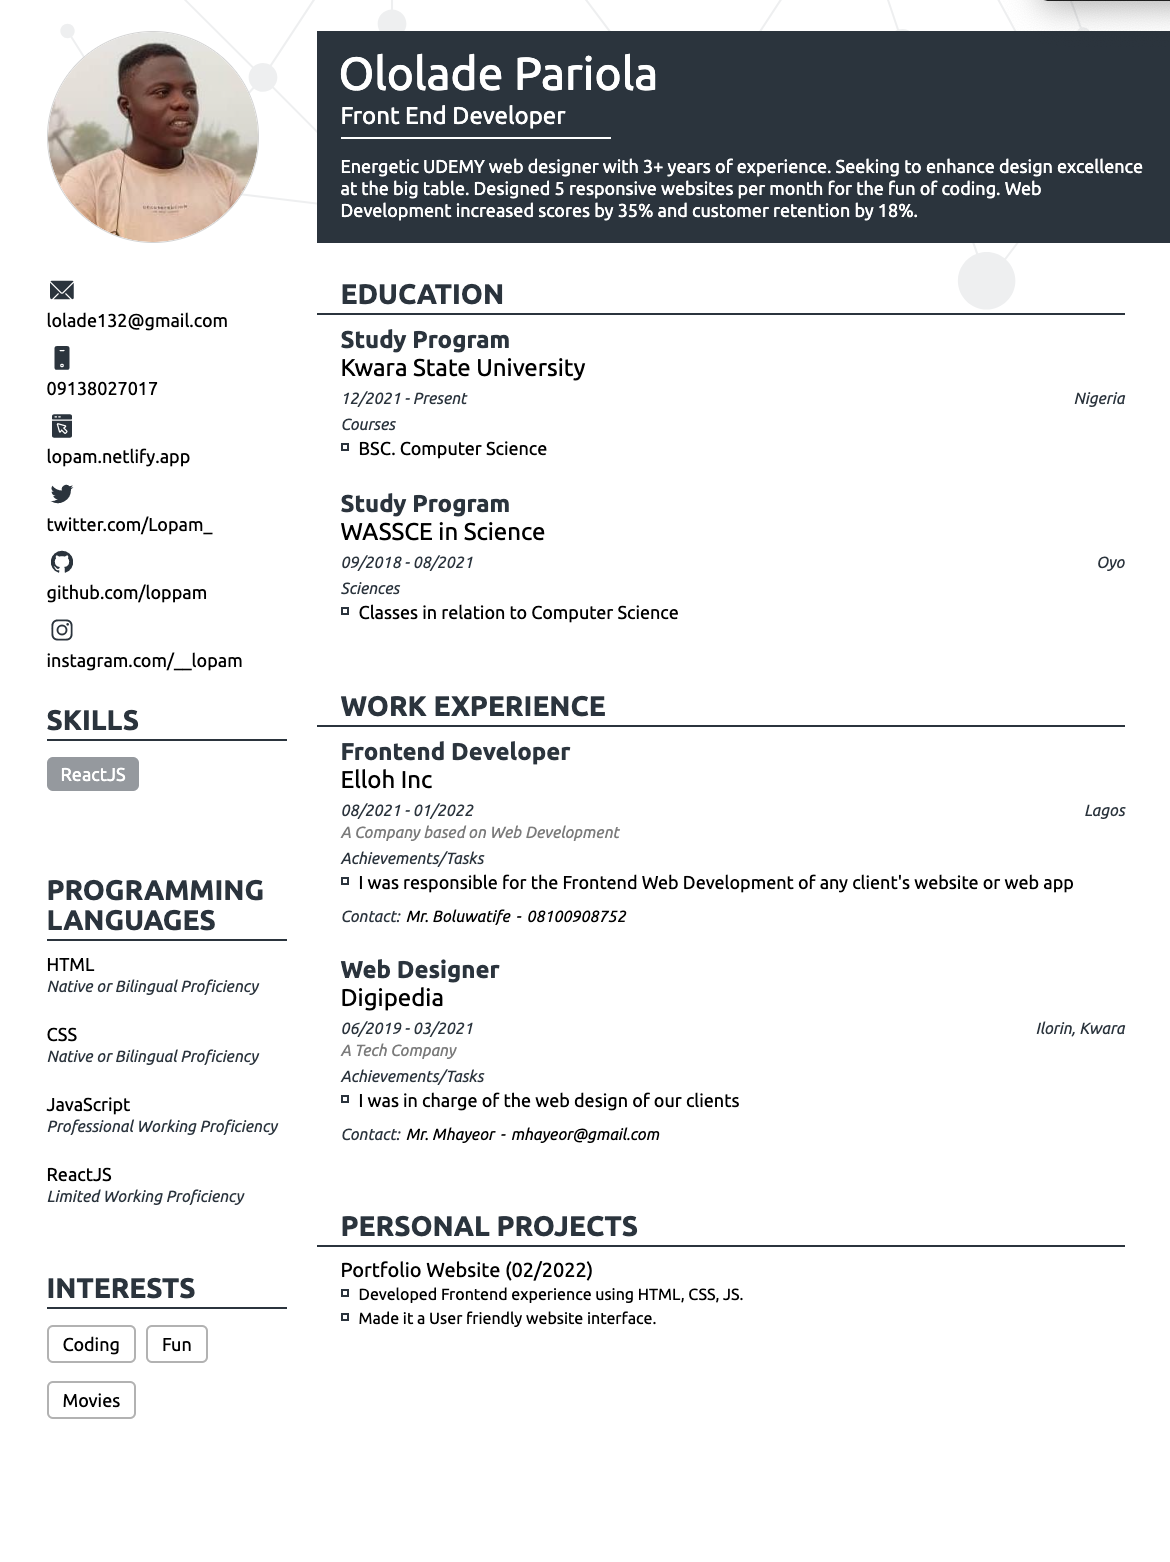 Ololade Pariola
Front End Developer
Energetic UDEMY web designer with 3+ years of experience. Seeking to enhance design excellence
at the big table. Designed 5 responsive websites per month for the fun of coding. Web
Development increased scores by 35% and customer retention by 18%.
lolade132@gmail.com
09138027017
lopam.netlify.app
twitter.com/Lopam_
github.com/loppam
instagram.com/__lopam
SKILLS
ReactJS
PROGRAMMING
LANGUAGES
HTML
Native or Bilingual Proficiency
CSS
Native or Bilingual Proficiency
JavaScript
Professional Working Proficiency
ReactJS
Limited Working Proficiency
INTERESTS
Coding Fun
Movies
EDUCATION
Study Program
Kwara State University
12/2021 - Present Nigeria
Courses
BSC. Computer Science
Study Program
WASSCE in Science
09/2018 - 08/2021 Oyo
Sciences
Classes in relation to Computer Science
WORK EXPERIENCE
Frontend Developer
Elloh Inc
08/2021 - 01/2022 Lagos
A Company based on Web Development
Achievements/Tasks
I was responsible for the Frontend Web Development of any client's website or web app
Contact: Mr. Boluwatife - 08100908752
Web Designer
Digipedia
06/2019 - 03/2021 Ilorin, Kwara
A Tech Company
Achievements/Tasks
I was in charge of the web design of our clients
Contact: Mr. Mhayeor - mhayeor@gmail.com
PERSONAL PROJECTS
Portfolio Website (02/2022)
Developed Frontend experience using HTML, CSS, JS.
Made it a User friendly website interface.